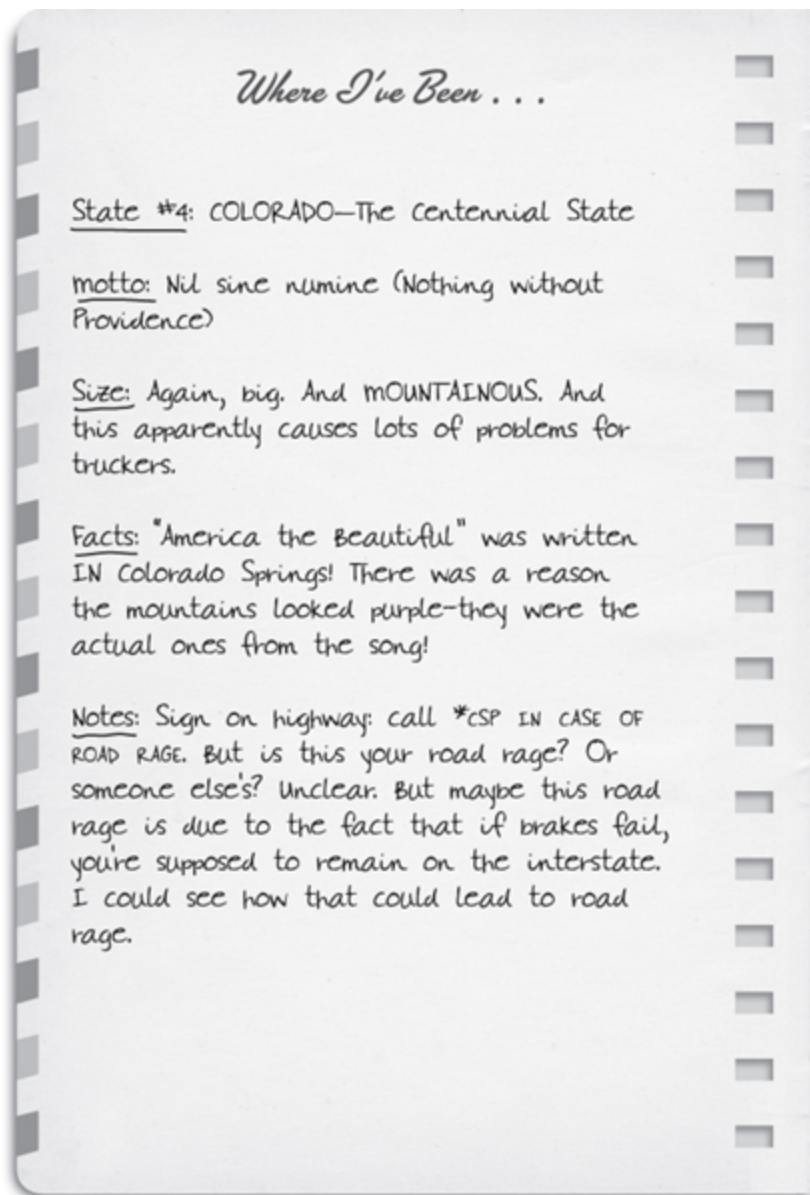 Where I've Been . . .
State #4: COLORADO—The Centennial State
motto: Nil sine numine (Nothing without
Providence)
Size: Again, big. And MOUNTAINOUS. And
this apparently causes lots of problems for
truckers.
Facts: "America the Beautiful" was written
IN Colorado Springs! There was a reason
the mountains looked purple-they were the
actual ones from the song!
Notes: Sign on highway: call *CSP IN CASE OF
ROAD RAGE. But is this your road rage? Or
someone else's? Unclear. But maybe this road
rage is due to the fact that if brakes fail,
you're supposed to remain on the interstate.
I could see how that could lead to road
rage.